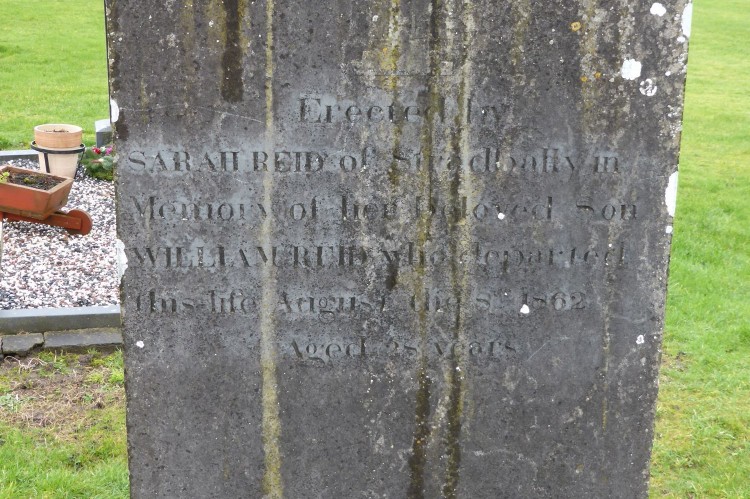 Erected by
SARAH REID of Stradbally in
Memory of her beloved Son
WILLIAM REID who departed
this life August the 8th 1862
Aged 28 years